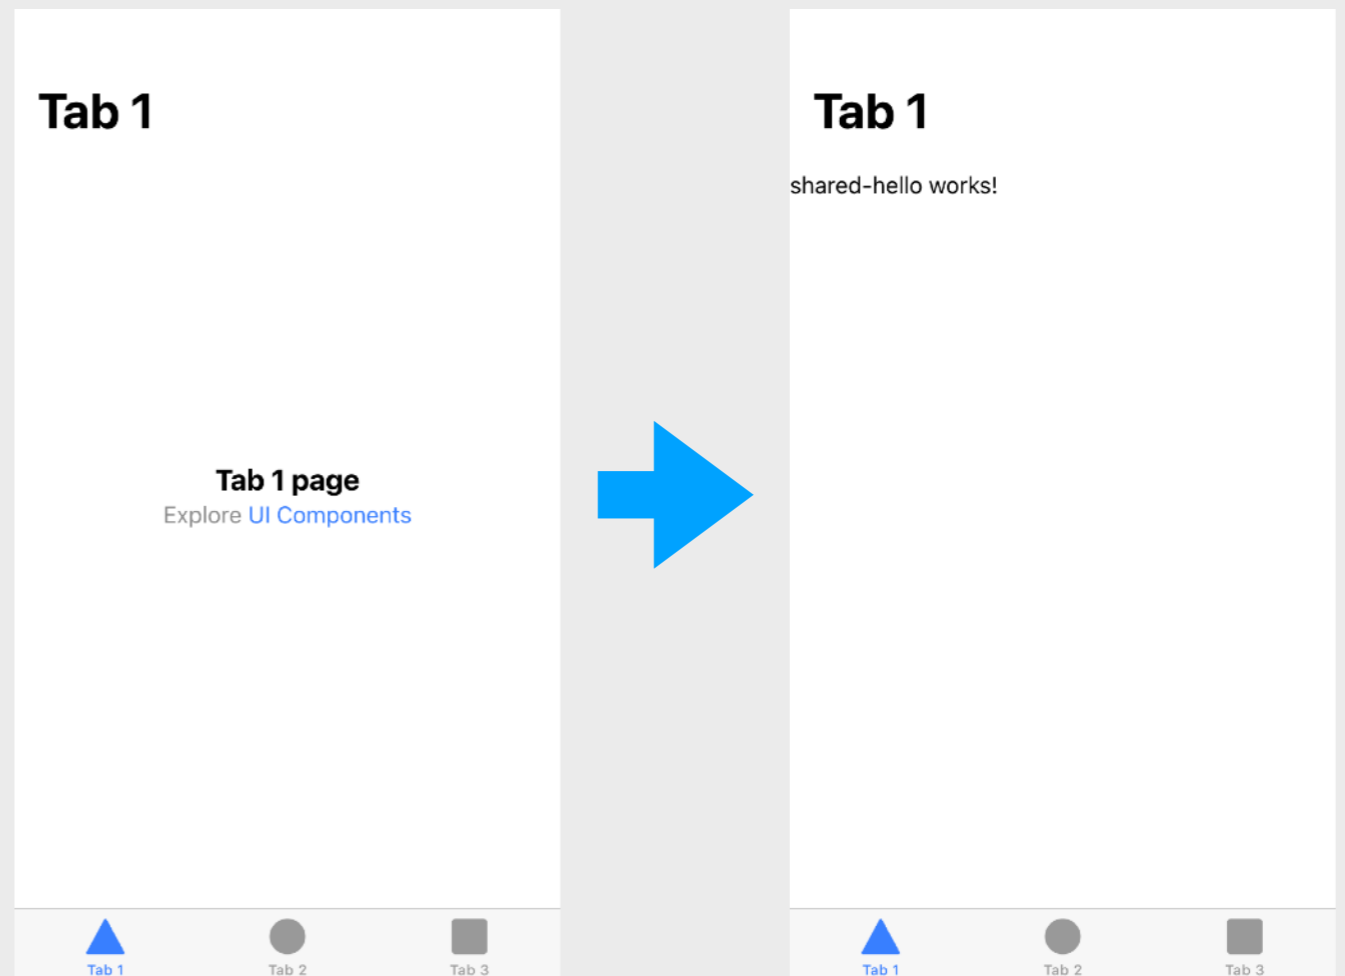 Tab 1
Tab 1 page
Explore UI Components
Tab 1
Tab 2
Tab 3
Tab 1
shared-hello works!
Tab 1
Tab 2
Tab 3